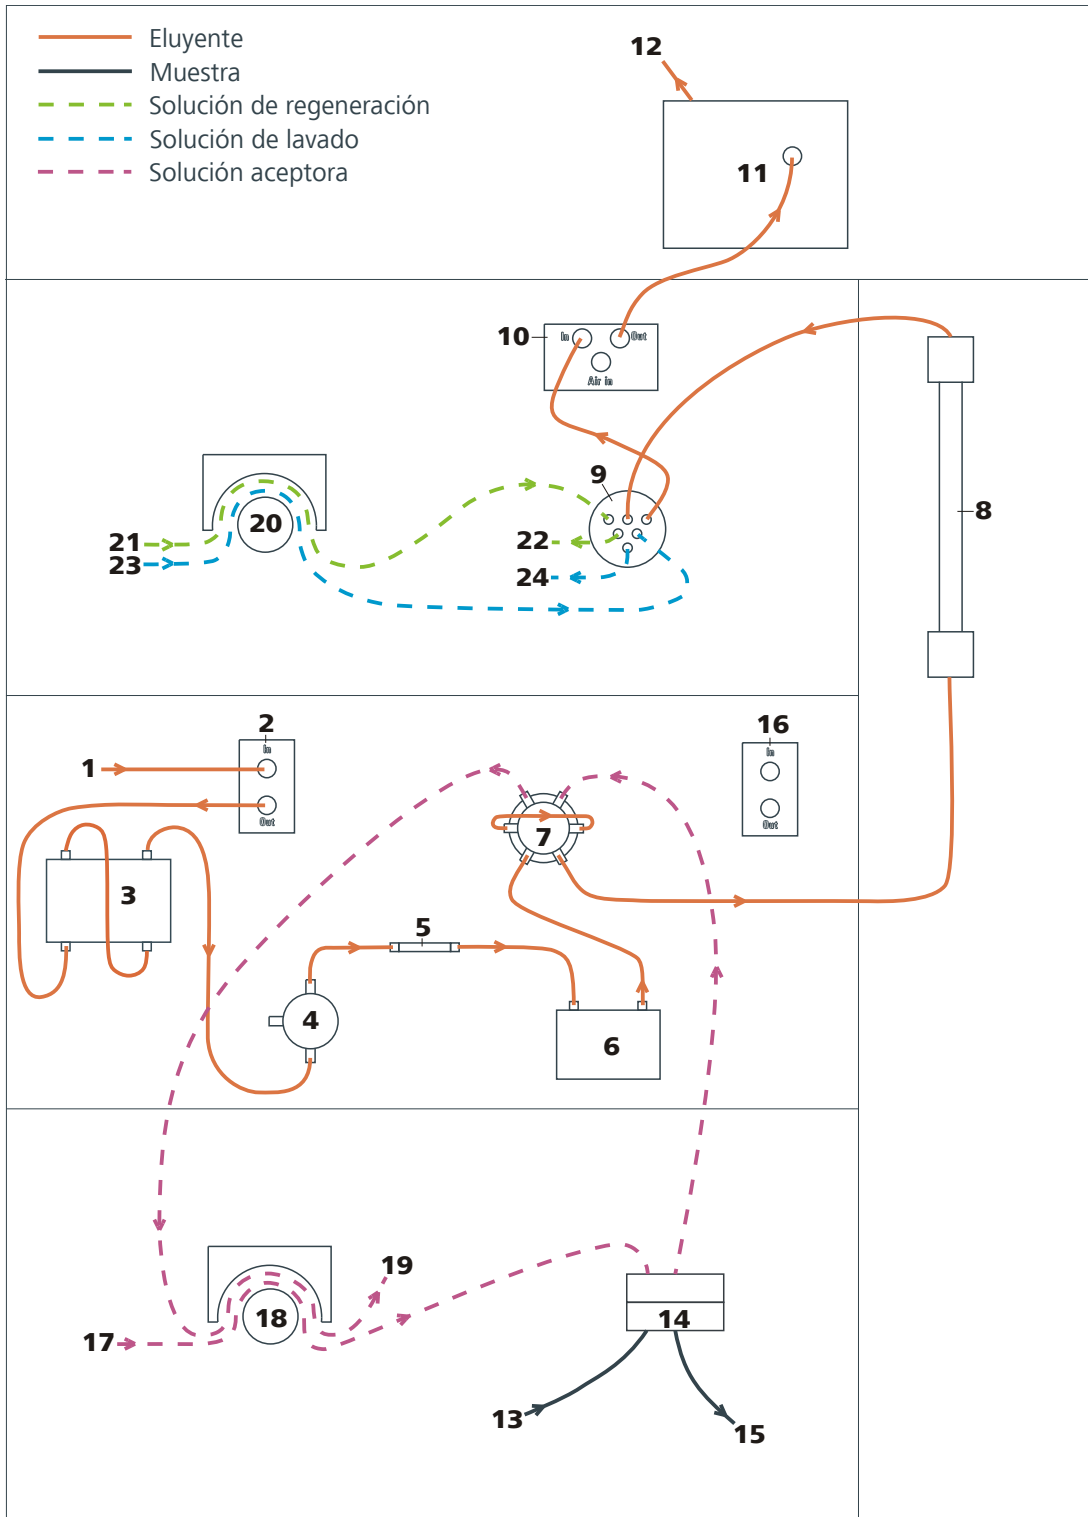 Eluyente
Muestra
Solución de regeneración
Solución de lavado
Solución aceptora
12
11
10
In
Out
Air in
9
8
20
21
23
22
24
2
16
In
In
1
Out
Out
7
3
5
4
6
19
18
17
14
13
15